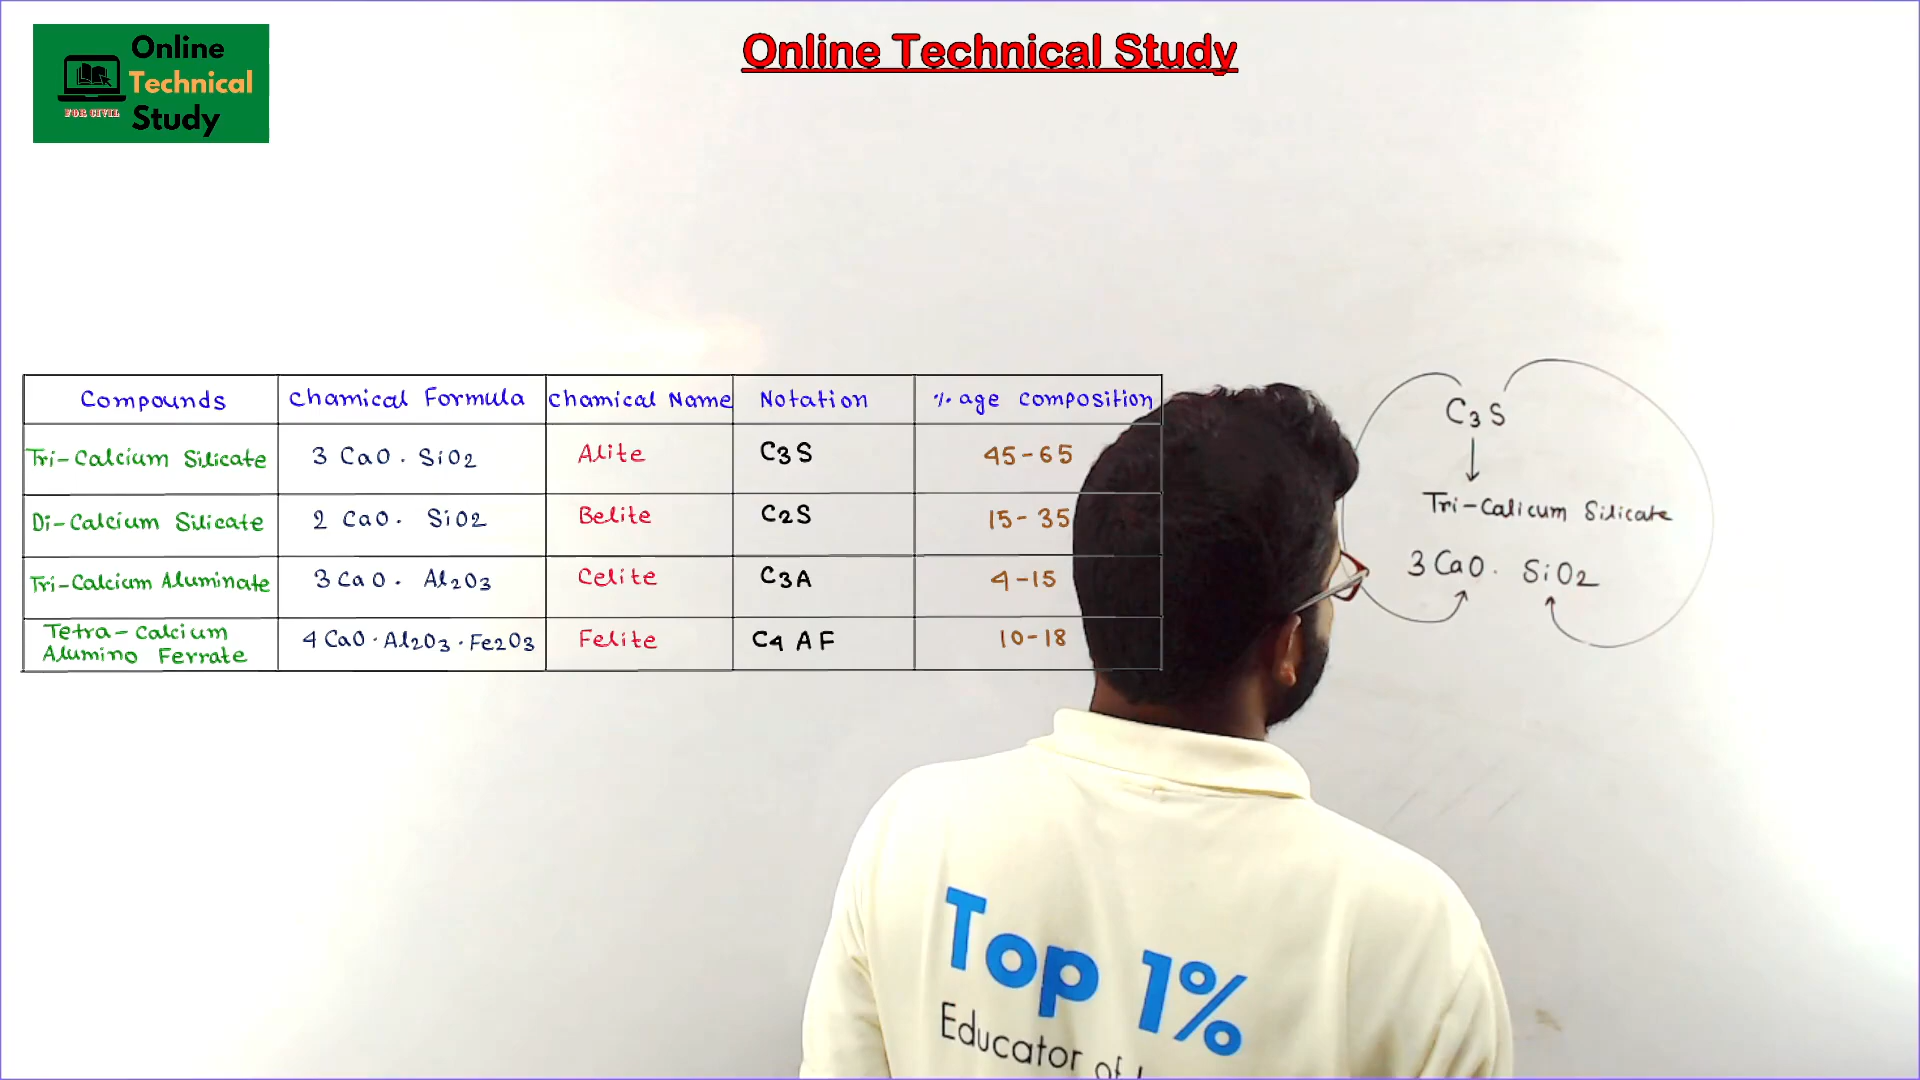 Online
Technical
FOR CIVIL
Study
Online Technical Study
Compounds Chamical Formula Chamical Name Notation %age composition
Tri-Calcium Silicate 3 CaO. SiO2 Alite C3S 45-65
Di-Calcium Silicate 2 CaO. SiO2 Belite C2S 15-35
Tri-Calcium Aluminate 3 CaO. Al2O3 Celite C3A 4-15
Tetra-Calcium
Alumino Ferrate 4 CaO.Al2O3.Fe2O3 Felite C4AF 10-18
C3S
Tri-Calicum Silicate
3 CaO. SiO2
Top 1%
Educator of